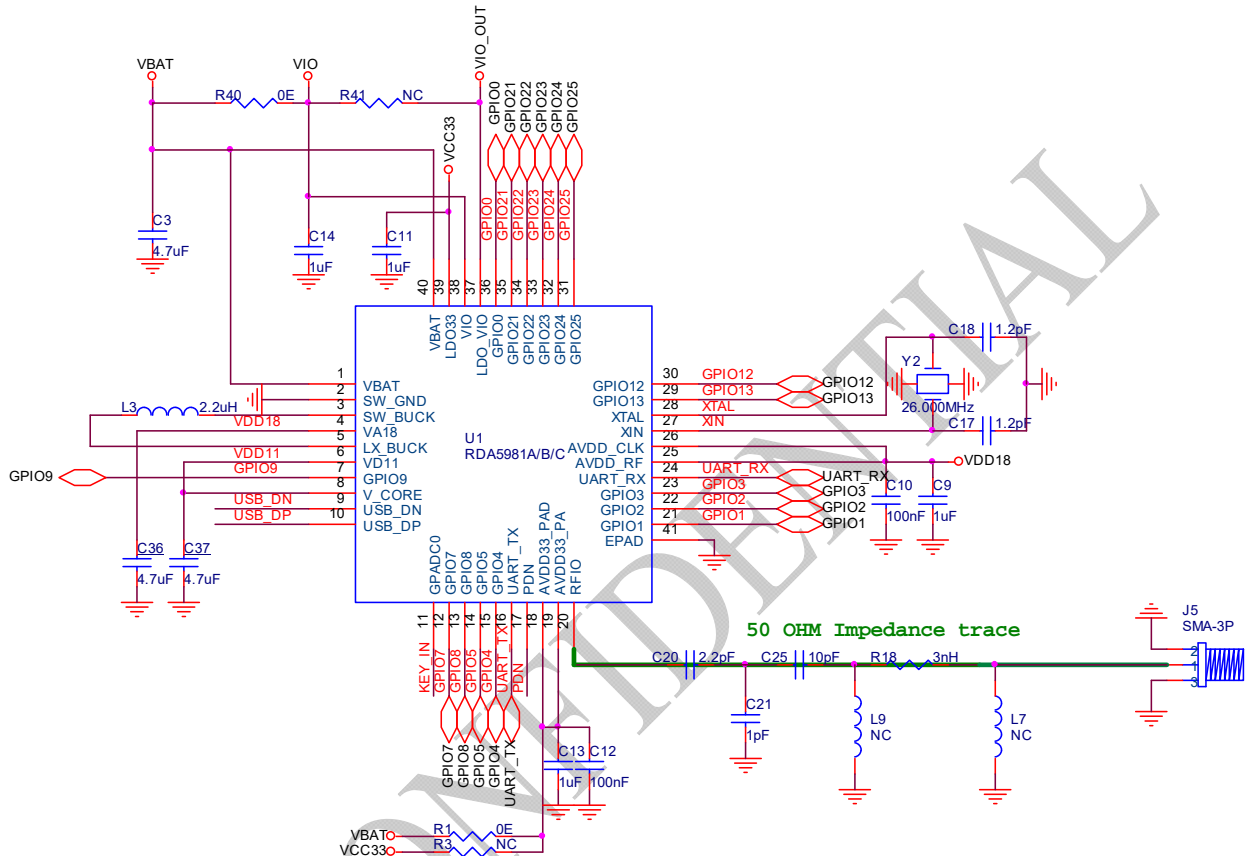 VBAT
VIO
VIO_OUT
R40 0E
R41 NC
VCC33
GPIO0
GPIO21
GPIO22
GPIO23
GPIO24
GPIO25
GPIO0
GPIO21
GPIO22
GPIO23
GPIO24
GPIO25
C3
4.7uF
C14
1uF
C11
1uF
40
39
38
37
36
35
34
33
32
31
VBAT
LDO33
VIO
LDO_VIO
GPIO0
GPIO21
GPIO22
GPIO23
GPIO24
GPIO25
1 VBAT
2 SW_GND
3 SW_BUCK
4 VA18
5 LX_BUCK
6 VD11
7 GPIO9
8 V_CORE
9 USB_DN
10 USB_DP
L3 2.2uH
VDD18
VDD11
GPIO9
GPIO9
USB_DN
USB_DP
C36
4.7uF
C37
4.7uF
U1
RDA5981A/B/C
GPIO12 30 GPIO12 GPIO12
GPIO13 29 GPIO13 GPIO13
XTAL 28 XTAL
XIN 27 XIN
AVDD_CLK 26
AVDD_RF 25 VDD18
UART_RX 24 UART_RX UART_RX
GPIO3 23 GPIO3 GPIO3
GPIO2 22 GPIO2 GPIO2
GPIO1 21 GPIO1 GPIO1
EPAD 41
C18 1.2pF
Y2
26.000MHz
C17 1.2pF
C10
100nF
C9
1uF
GPADC0
GPIO7
GPIO8
GPIO5
GPIO4
UART_TX
PDN
AVDD33_PAD
AVDD33_PA
RFIO
11
12
13
14
15
16
17
18
19
20
KEY_IN
GPIO7
GPIO8
GPIO5
GPIO4
UART_TX
PDN
GPIO7
GPIO8
GPIO5
GPIO4
UART_TX
C13
1uF
C12
100nF
VBAT R1 0E
VCC33 R3 NC
50 OHM Impedance trace
C20 2.2pF
C25 10pF
R18 3nH
C21
1pF
L9
NC
L7
NC
J5
SMA-3P
2
1
3
ONFIDENTIAL